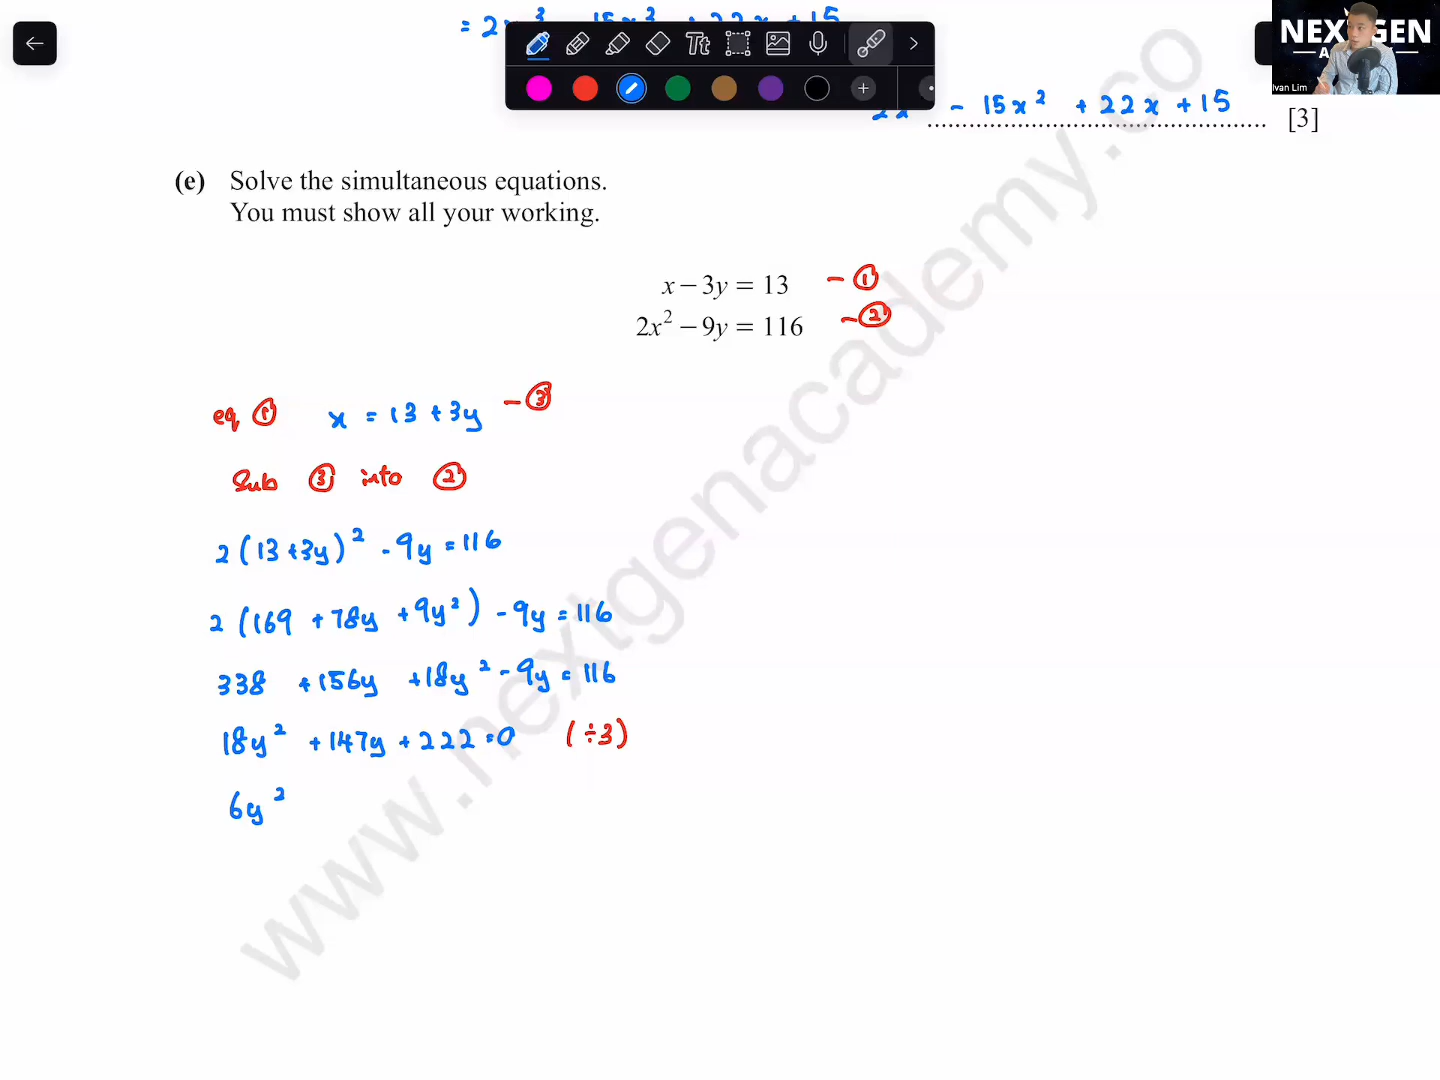 - 15x² + 22x + 15
[3]
(e) Solve the simultaneous equations.
You must show all your working.
x − 3y = 13 - ①
2x² − 9y = 116 - ②
eq ① x = 13 + 3y - ③
Sub ③ into ②
2(13+3y)² - 9y = 116
2(169 + 78y + 9y²) - 9y = 116
338 + 156y + 18y² - 9y = 116
18y² + 147y + 222 = 0 (÷3)
6y²
www.nextgenacademy.co
Tt
Ivan Lim